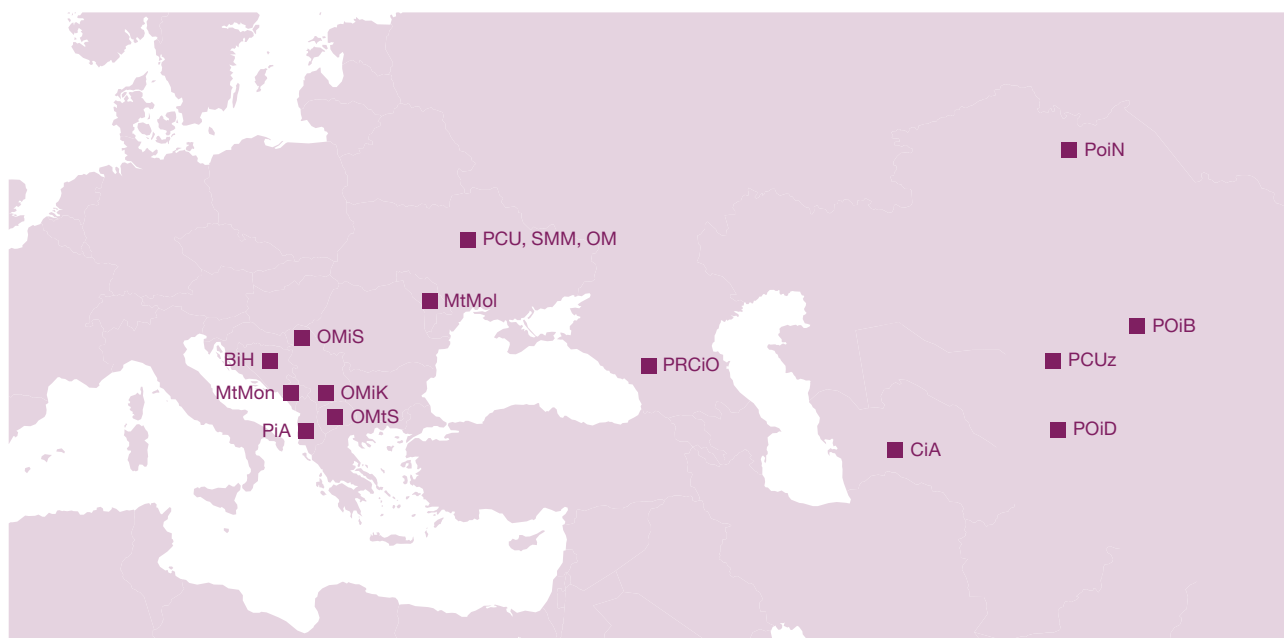 PoiN
PCU, SMM, OM
MtMol
POiB
OMiS
BiH
PCUz
PRCiO
MtMon
OMiK
OMtS
PiA
POiD
CiA